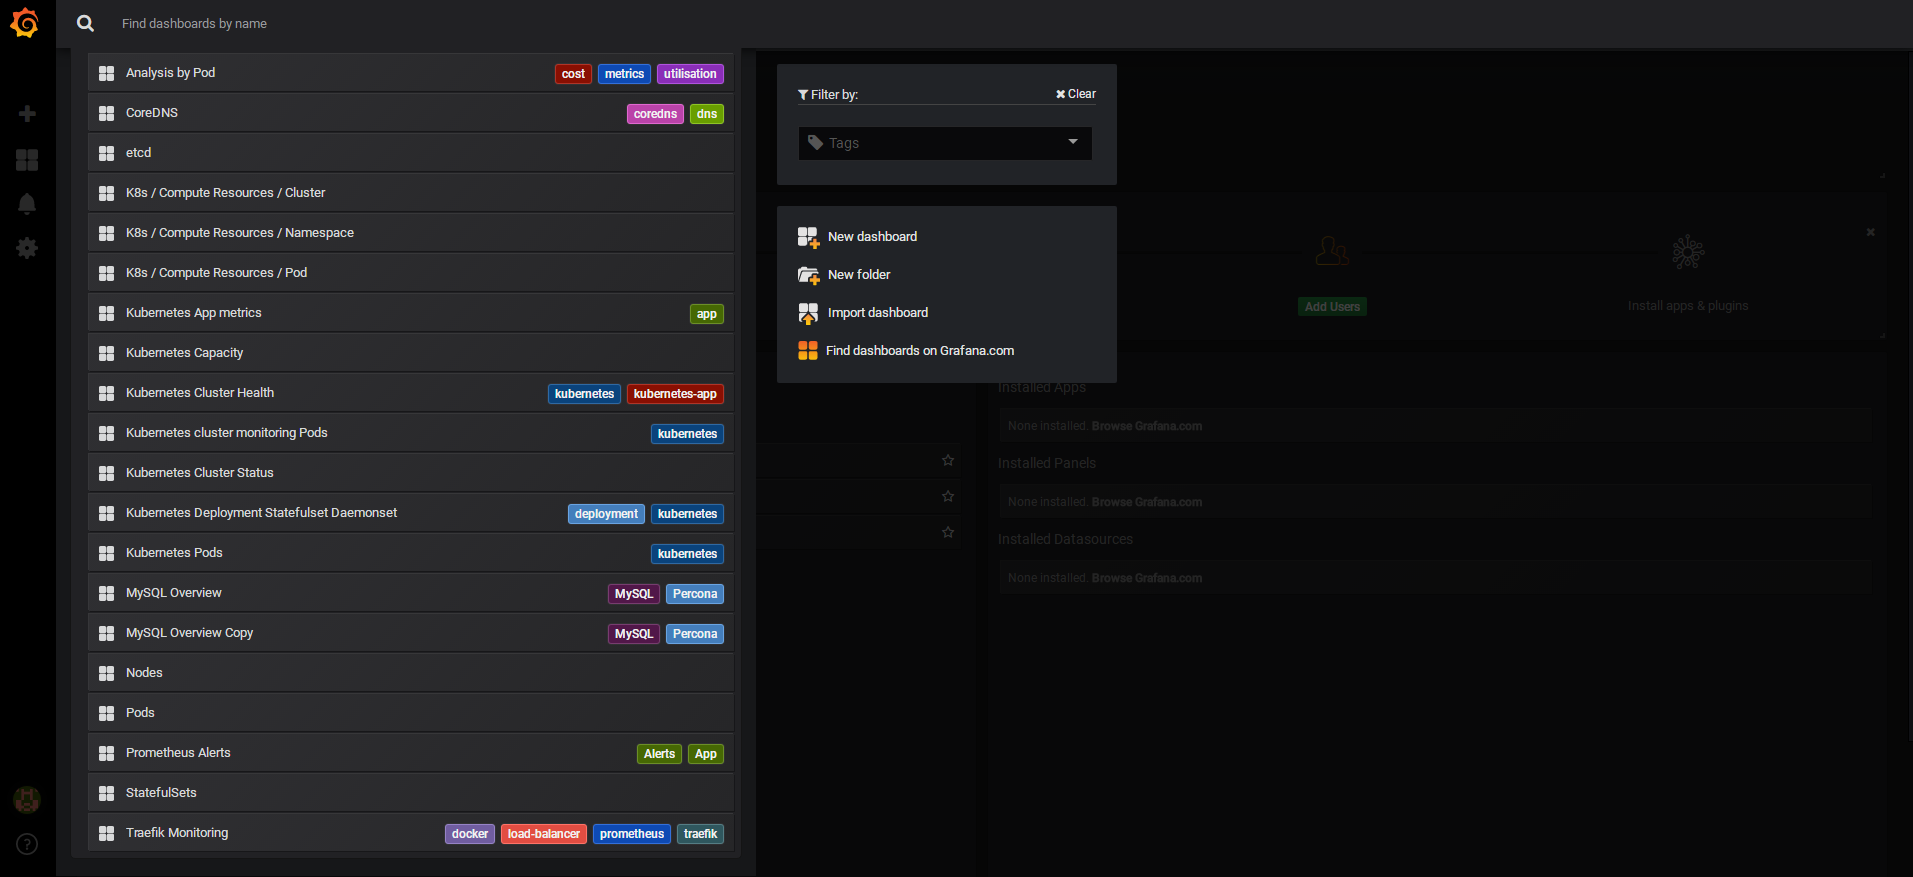 Find dashboards by name
Analysis by Pod cost metrics utilisation
CoreDNS coredns dns
etcd
K8s / Compute Resources / Cluster
K8s / Compute Resources / Namespace
K8s / Compute Resources / Pod
Kubernetes App metrics app
Kubernetes Capacity
Kubernetes Cluster Health kubernetes kubernetes-app
Kubernetes cluster monitoring Pods kubernetes
Kubernetes Cluster Status
Kubernetes Deployment Statefulset Daemonset deployment kubernetes
Kubernetes Pods kubernetes
MySQL Overview MySQL Percona
MySQL Overview Copy MySQL Percona
Nodes
Pods
Prometheus Alerts Alerts App
StatefulSets
Traefik Monitoring docker load-balancer prometheus traefik
Filter by: Clear
Tags
New dashboard
New folder
Import dashboard
Find dashboards on Grafana.com
Add Users
Install apps & plugins
Installed Apps
None installed. Browse Grafana.com
Installed Panels
None installed. Browse Grafana.com
Installed Datasources
None installed. Browse Grafana.com
?